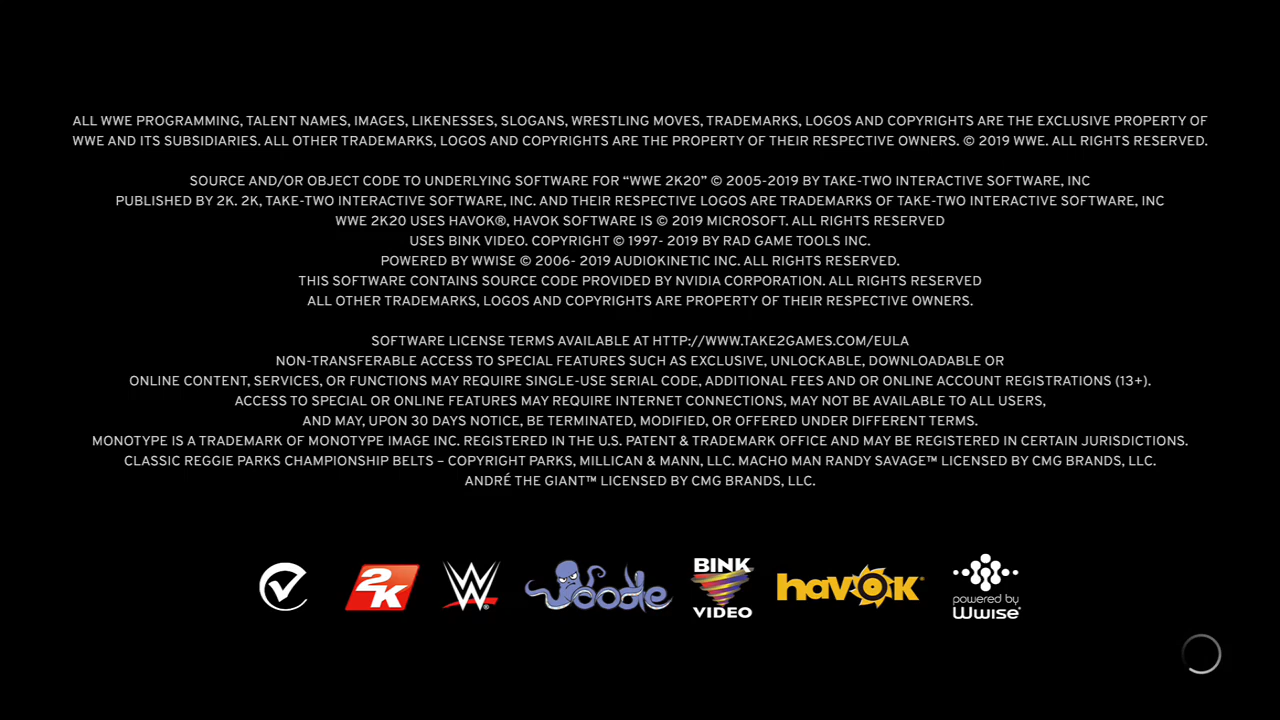 ALL WWE PROGRAMMING, TALENT NAMES, IMAGES, LIKENESSES, SLOGANS, WRESTLING MOVES, TRADEMARKS, LOGOS AND COPYRIGHTS ARE THE EXCLUSIVE PROPERTY OF
WWE AND ITS SUBSIDIARIES. ALL OTHER TRADEMARKS, LOGOS AND COPYRIGHTS ARE THE PROPERTY OF THEIR RESPECTIVE OWNERS. © 2019 WWE. ALL RIGHTS RESERVED.
SOURCE AND/OR OBJECT CODE TO UNDERLYING SOFTWARE FOR “WWE 2K20” © 2005-2019 BY TAKE-TWO INTERACTIVE SOFTWARE, INC
PUBLISHED BY 2K. 2K, TAKE-TWO INTERACTIVE SOFTWARE, INC. AND THEIR RESPECTIVE LOGOS ARE TRADEMARKS OF TAKE-TWO INTERACTIVE SOFTWARE, INC
WWE 2K20 USES HAVOK®, HAVOK SOFTWARE IS © 2019 MICROSOFT. ALL RIGHTS RESERVED
USES BINK VIDEO. COPYRIGHT © 1997- 2019 BY RAD GAME TOOLS INC.
POWERED BY WWISE © 2006- 2019 AUDIOKINETIC INC. ALL RIGHTS RESERVED.
THIS SOFTWARE CONTAINS SOURCE CODE PROVIDED BY NVIDIA CORPORATION. ALL RIGHTS RESERVED
ALL OTHER TRADEMARKS, LOGOS AND COPYRIGHTS ARE PROPERTY OF THEIR RESPECTIVE OWNERS.
SOFTWARE LICENSE TERMS AVAILABLE AT HTTP://WWW.TAKE2GAMES.COM/EULA
NON-TRANSFERABLE ACCESS TO SPECIAL FEATURES SUCH AS EXCLUSIVE, UNLOCKABLE, DOWNLOADABLE OR
ONLINE CONTENT, SERVICES, OR FUNCTIONS MAY REQUIRE SINGLE-USE SERIAL CODE, ADDITIONAL FEES AND OR ONLINE ACCOUNT REGISTRATIONS (13+).
ACCESS TO SPECIAL OR ONLINE FEATURES MAY REQUIRE INTERNET CONNECTIONS, MAY NOT BE AVAILABLE TO ALL USERS,
AND MAY, UPON 30 DAYS NOTICE, BE TERMINATED, MODIFIED, OR OFFERED UNDER DIFFERENT TERMS.
MONOTYPE IS A TRADEMARK OF MONOTYPE IMAGE INC. REGISTERED IN THE U.S. PATENT & TRADEMARK OFFICE AND MAY BE REGISTERED IN CERTAIN JURISDICTIONS.
CLASSIC REGGIE PARKS CHAMPIONSHIP BELTS – COPYRIGHT PARKS, MILLICAN & MANN, LLC. MACHO MAN RANDY SAVAGE™ LICENSED BY CMG BRANDS, LLC.
ANDRÉ THE GIANT™ LICENSED BY CMG BRANDS, LLC.
2K W oodle BINK VIDEO havok powered by Wwise